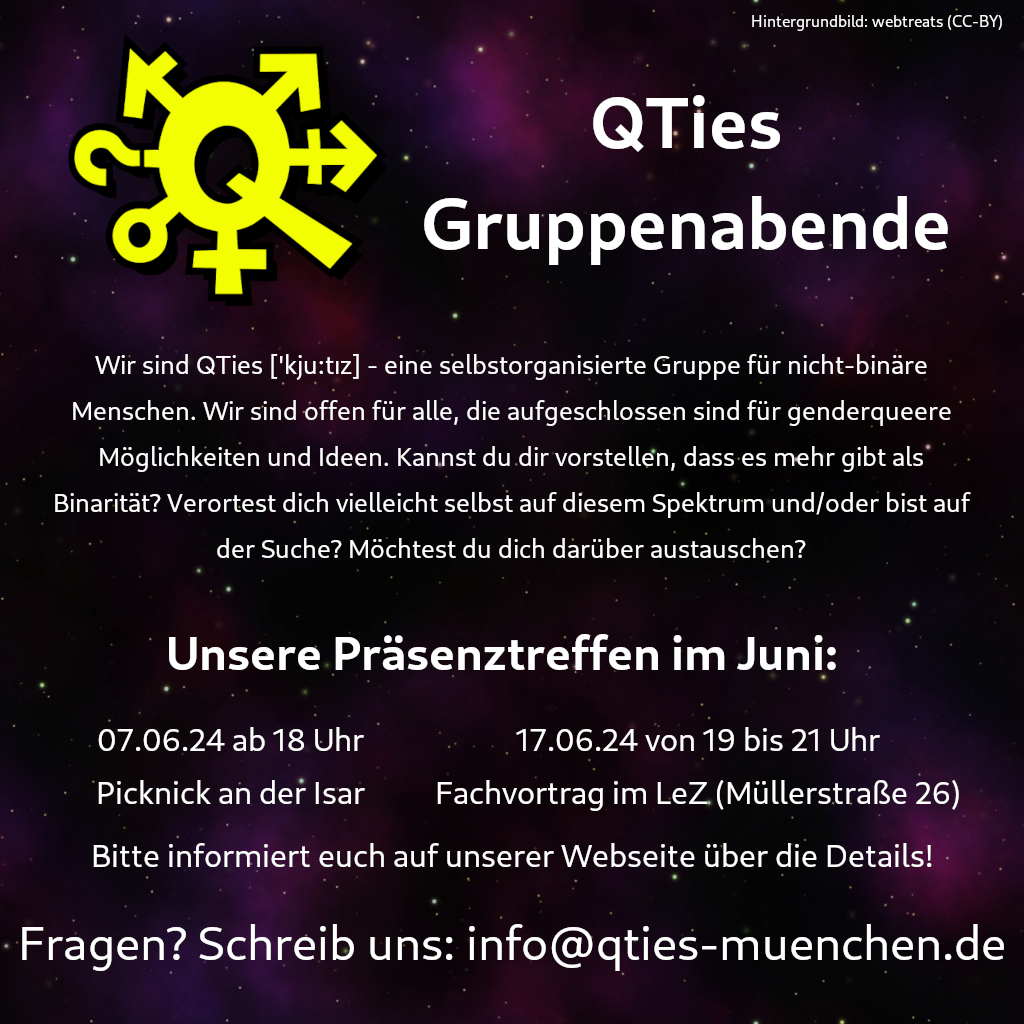 Hintergrundbild: webtreats (CC-BY)
Q
QTies
Gruppenabende
Wir sind QTies ['kju:tɪz] - eine selbstorganisierte Gruppe für nicht-binäre
Menschen. Wir sind offen für alle, die aufgeschlossen sind für genderqueere
Möglichkeiten und Ideen. Kannst du dir vorstellen, dass es mehr gibt als
Binarität? Verortest dich vielleicht selbst auf diesem Spektrum und/oder bist auf
der Suche? Möchtest du dich darüber austauschen?
Unsere Präsenztreffen im Juni:
07.06.24 ab 18 Uhr
Picknick an der Isar
17.06.24 von 19 bis 21 Uhr
Fachvortrag im LeZ (Müllerstraße 26)
Bitte informiert euch auf unserer Webseite über die Details!
Fragen? Schreib uns: info@qties-muenchen.de